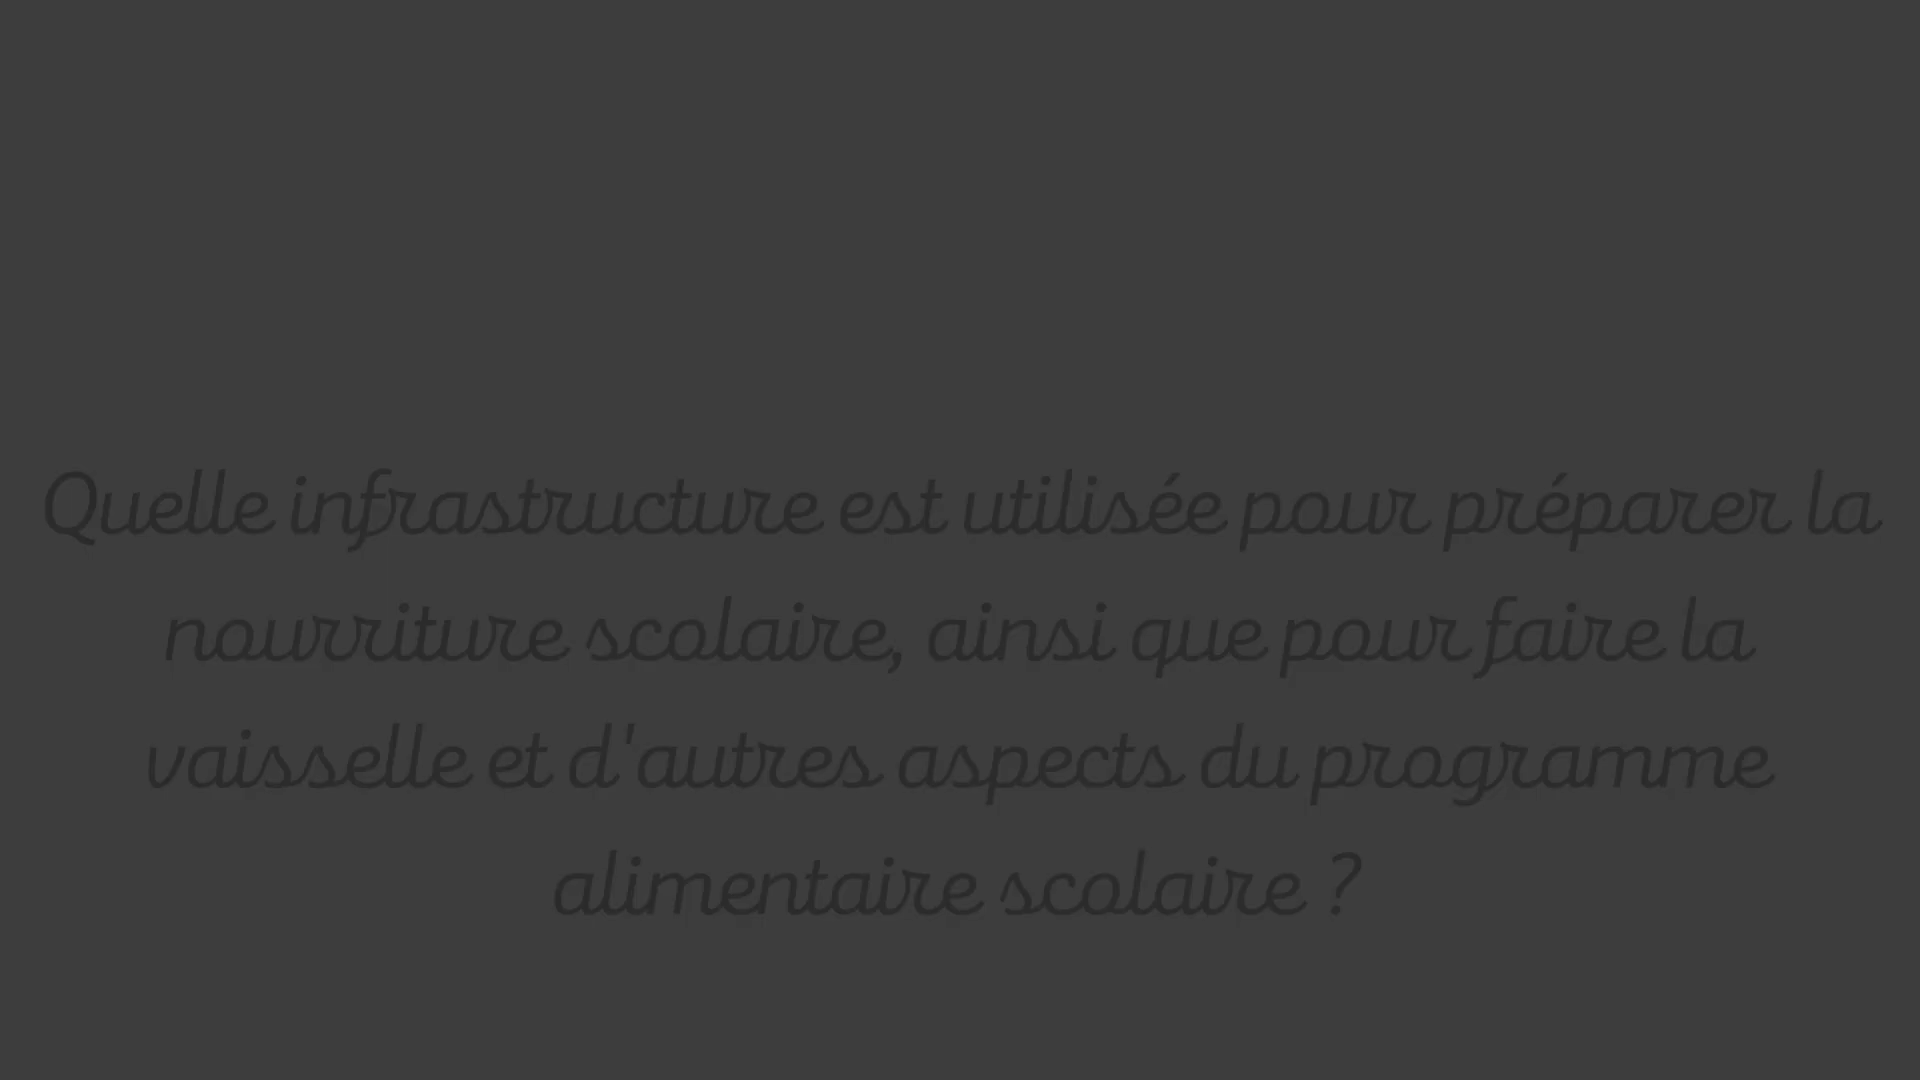 Quelle infrastructure est utilisée pour préparer la
nourriture scolaire, ainsi que pour faire la
vaisselle et d'autres aspects du programme
alimentaire scolaire ?